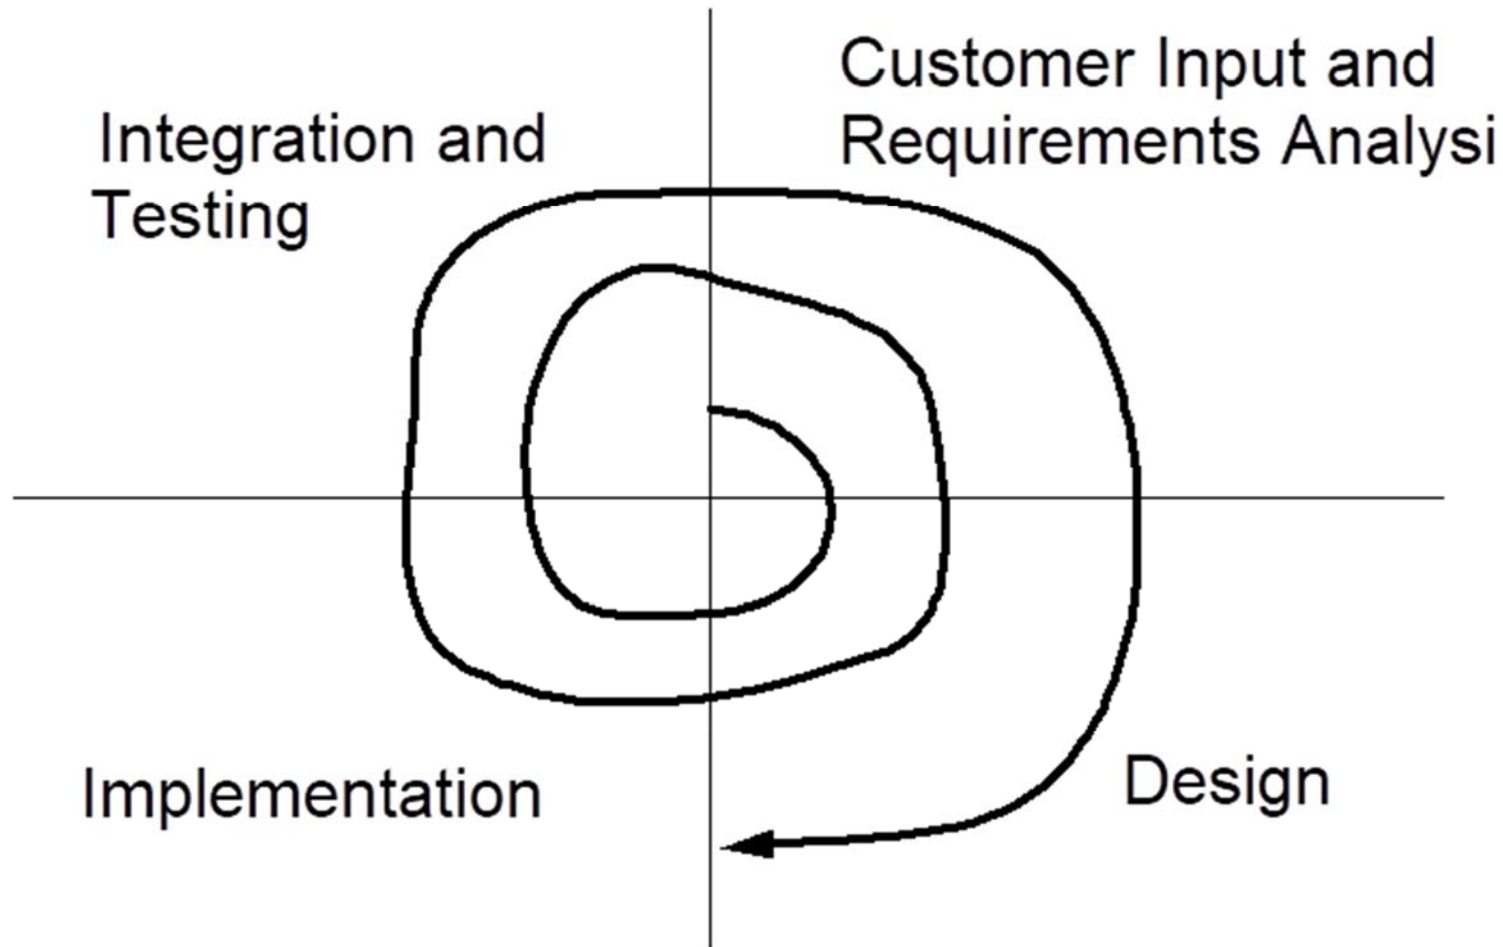 Customer Input and
Requirements Analysi
Integration and
Testing
Implementation
Design